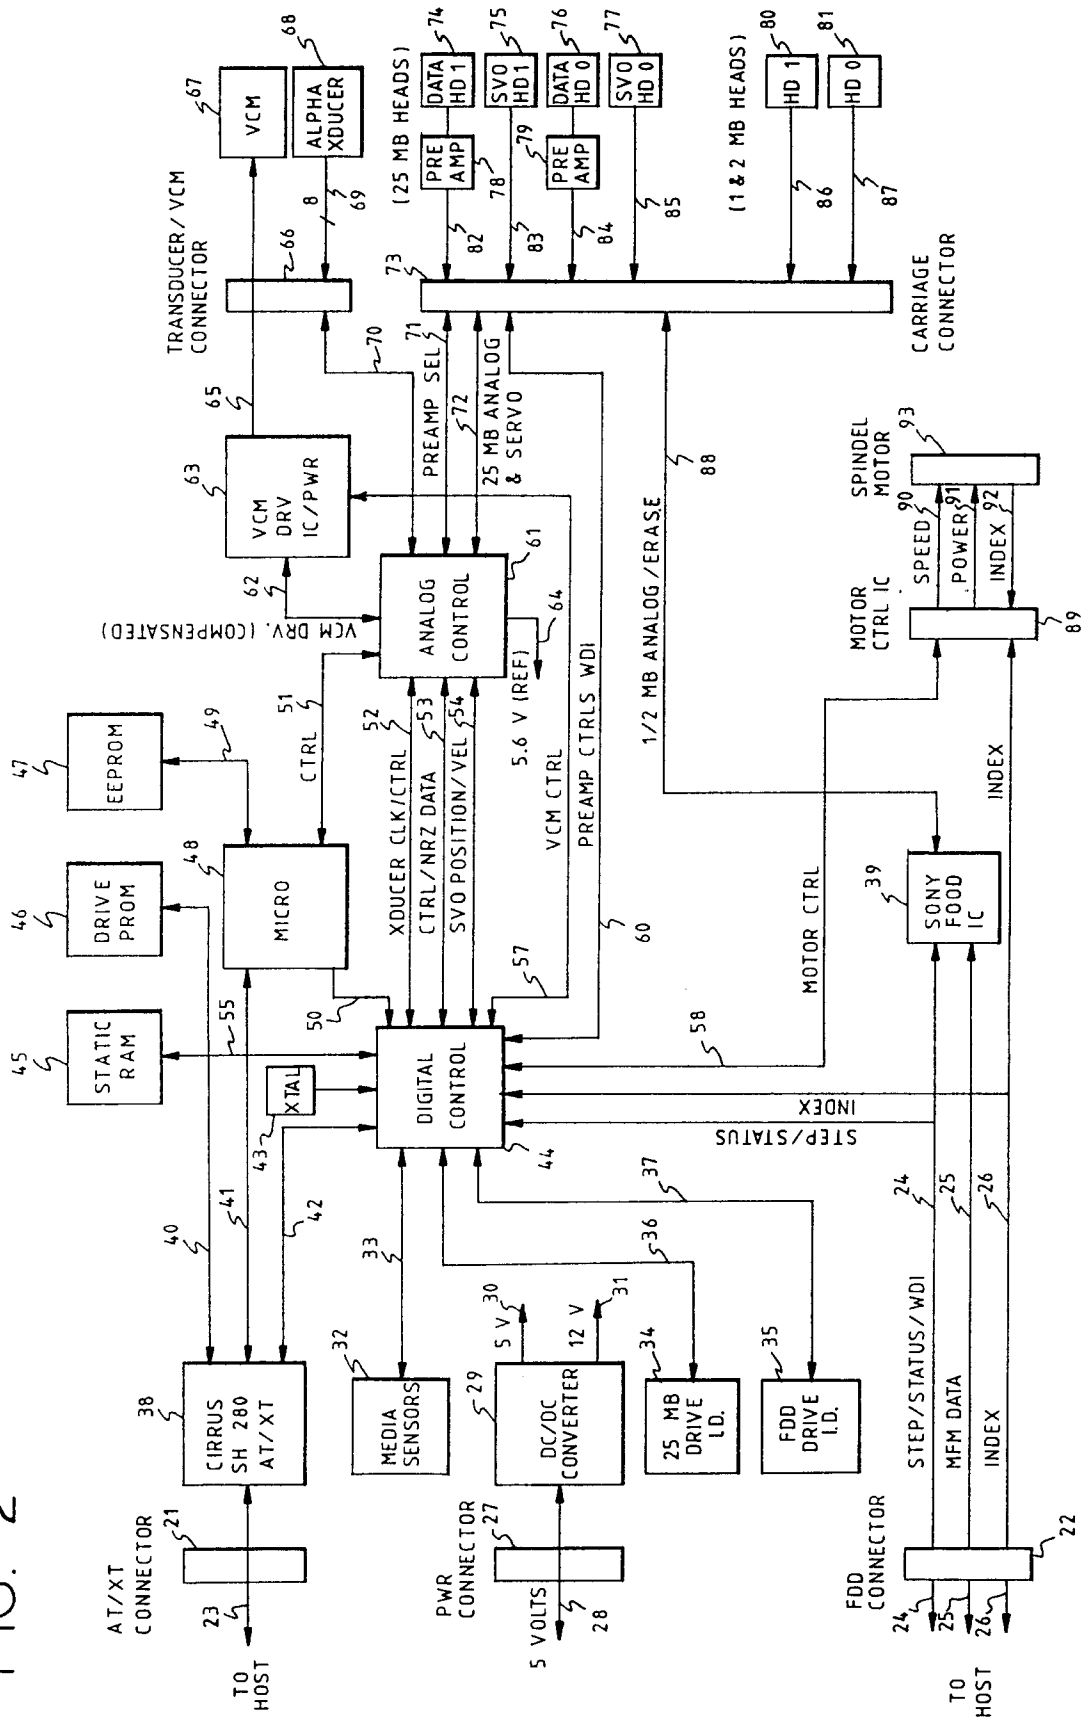 FIG. 2
AT/XT
CONNECTOR
21
23
TO
HOST
38
CIRRUS
SH 280
AT/XT
40
41
42
45
STATIC
RAM
55
46
DRIVE
PROM
47
EEPROM
49
48
MICRO
50
51
CTRL
43
XTAL
DIGITAL
CONTROL
44
32
MEDIA
SENSORS
33
PWR
CONNECTOR
27
5 VOLTS
28
29
DC/DC
CONVERTER
5 V
30
12 V
31
34
25 MB
DRIVE
I.D.
36
35
FDD
DRIVE
I.D.
37
XDUCER CLK/CTRL
52
CTRL/NRZ DATA
53
SVO POSITION/VEL
54
57
VCM CTRL
PREAMP CTRLS WDI
60
58
MOTOR CTRL
INDEX
STEP/STATUS
ANALOG
CONTROL
61
5.6 V (REF)
64
VCM DRV. (COMPENSATED)
62
63
VCM
DRV
IC/PWR
65
TRANSDUCER/VCM
CONNECTOR
66
67
VCM
68
ALPHA
XDUCER
8
69
70
PREAMP SEL
71
72
25 MB ANALOG
& SERVO
73
(25 MB HEADS)
74
DATA
HD 1
75
SVO
HD 1
76
DATA
HD 0
77
SVO
HD 0
PRE
AMP
78
79
PRE
AMP
82
83
84
85
(1 & 2 MB HEADS)
80
HD 1
81
HD 0
86
87
CARRIAGE
CONNECTOR
88
1/2 MB ANALOG/ERASE
SPINDEL
MOTOR
93
SPEED
90
POWER
91
INDEX
92
MOTOR
CTRL IC
89
39
SONY
FOOD
IC
INDEX
FDD
CONNECTOR
22
STEP/STATUS/WDI
24
MFM DATA
25
INDEX
26
24
25
26
TO
HOST